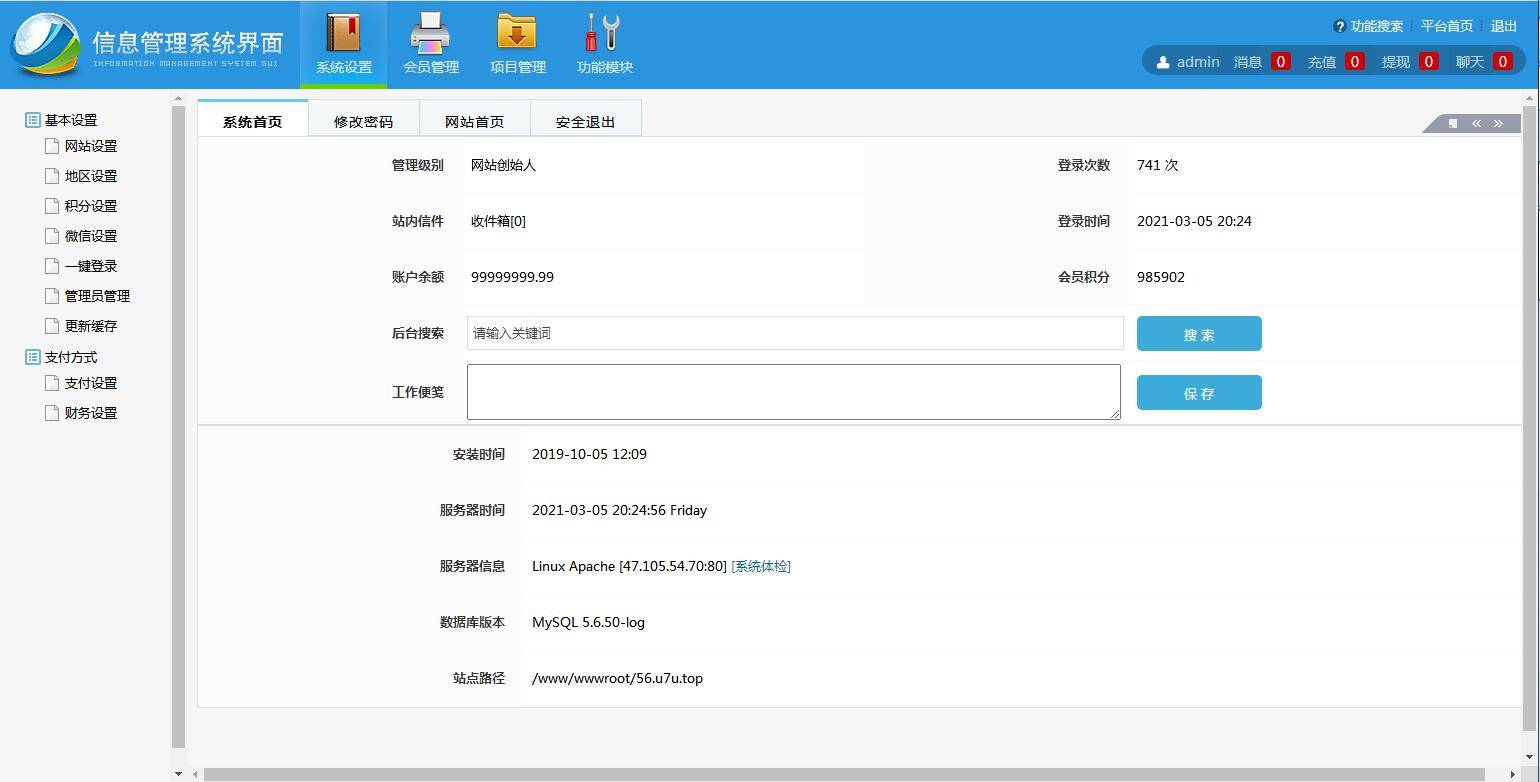 信息管理系统界面
INFORMATION MANAGEMENT SYSTEM GUI
系统设置
会员管理
项目管理
功能模块
功能搜索 平台首页 退出
admin 消息 0 充值 0 提现 0 聊天 0
基本设置
网站设置
地区设置
积分设置
微信设置
一键登录
管理员管理
更新缓存
支付方式
支付设置
财务设置
系统首页 修改密码 网站首页 安全退出
管理级别 网站创始人 登录次数 741 次
站内信件 收件箱[0] 登录时间 2021-03-05 20:24
账户余额 99999999.99 会员积分 985902
后台搜索 请输入关键词 搜 索
工作便笺 保 存
安装时间 2019-10-05 12:09
服务器时间 2021-03-05 20:24:56 Friday
服务器信息 Linux Apache [47.105.54.70:80] [系统体检]
数据库版本 MySQL 5.6.50-log
站点路径 /www/wwwroot/56.u7u.top